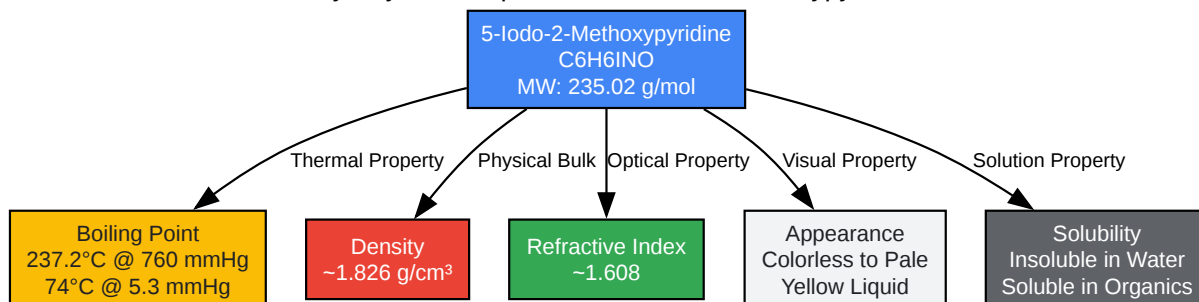 5-Iodo-2-Methoxypyridine
C6H6INO
MW: 235.02 g/mol
Thermal Property
Physical Bulk
Optical Property
Visual Property
Solution Property
Boiling Point
237.2°C @ 760 mmHg
74°C @ 5.3 mmHg
Density
~1.826 g/cm³
Refractive Index
~1.608
Appearance
Colorless to Pale
Yellow Liquid
Solubility
Insoluble in Water
Soluble in Organics